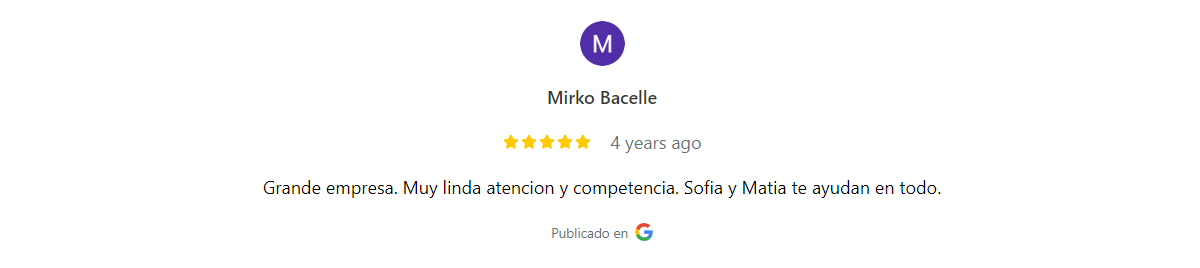 M
Mirko Bacelle
4 years ago
Grande empresa. Muy linda atencion y competencia. Sofia y Matia te ayudan en todo.
Publicado en G